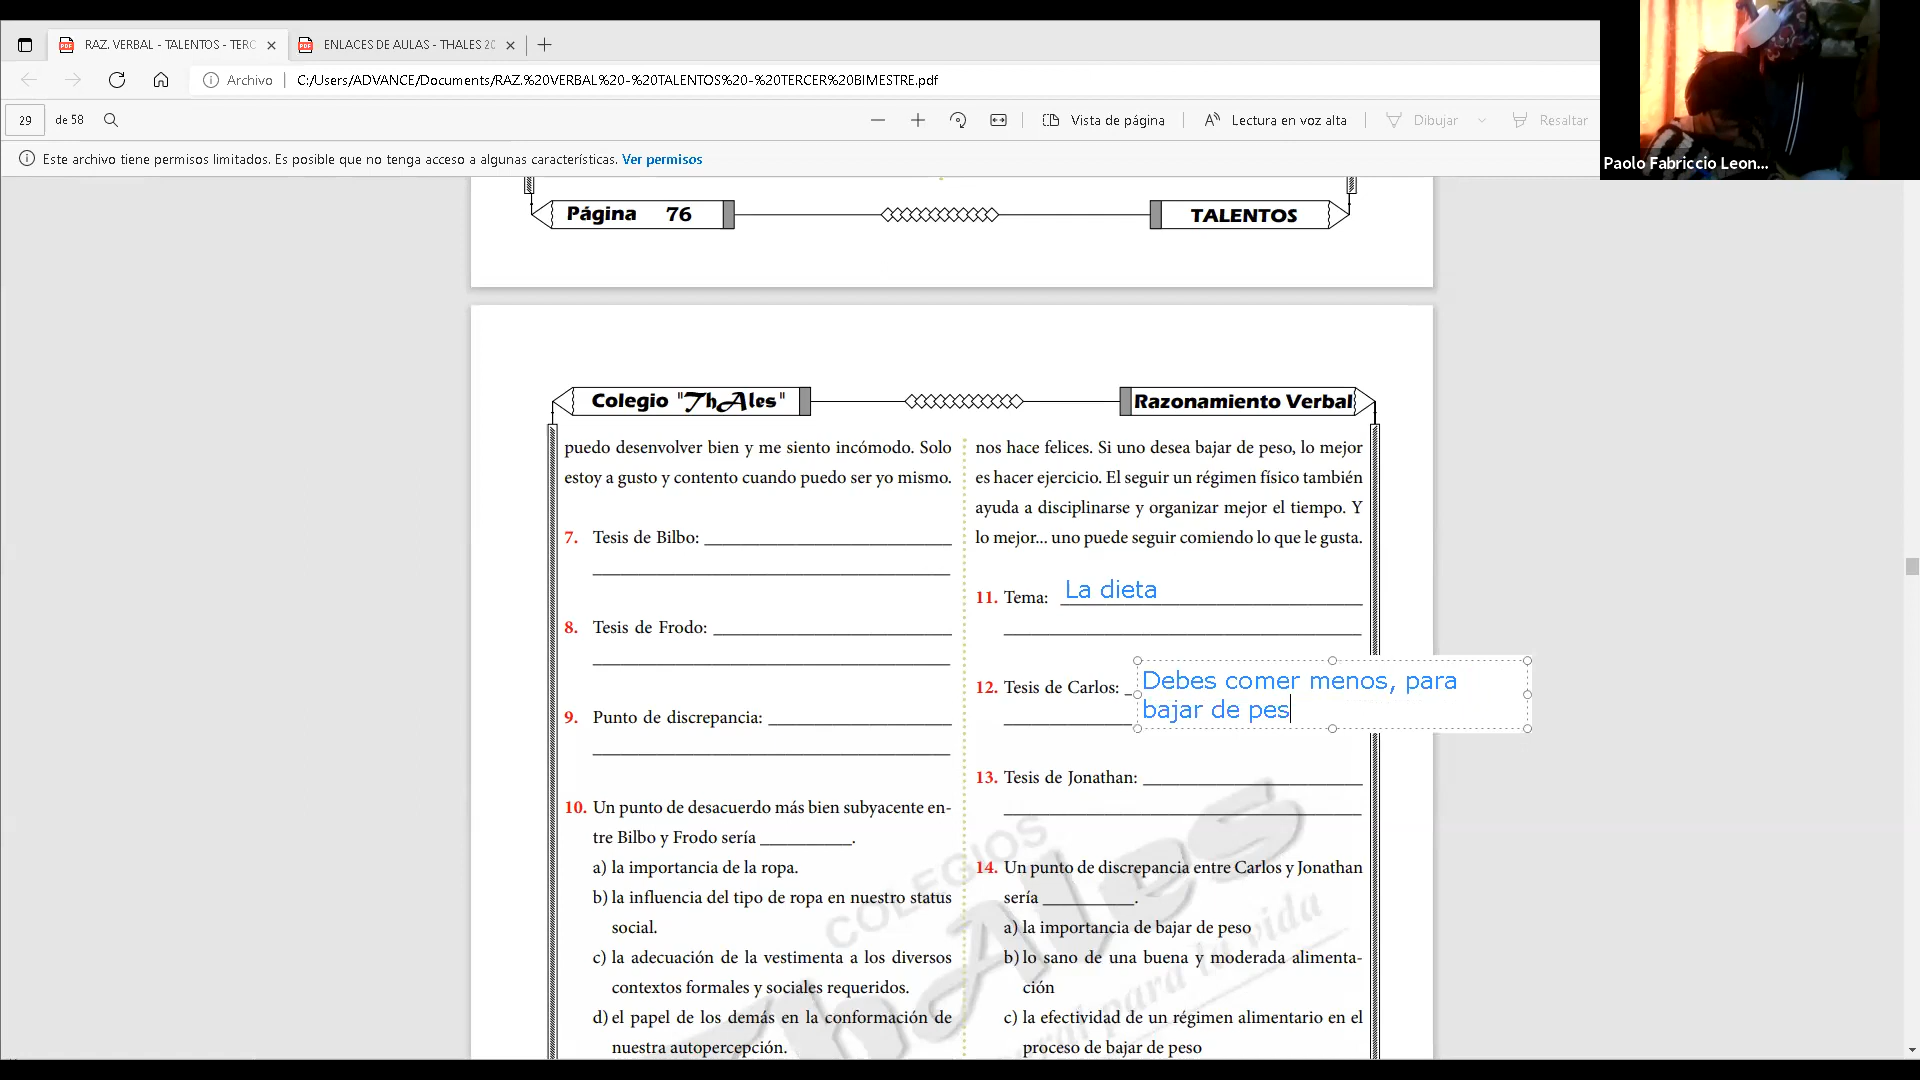 RAZ. VERBAL - TALENTOS - TERC
ENLACES DE AULAS - THALES 20
Archivo
C:/Users/ADVANCE/Documents/RAZ.%20VERBAL%20-%20TALENTOS%20-%20TERCER%20BIMESTRE.pdf
29 de 58
Vista de página
Lectura en voz alta
Dibujar
Resaltar
Este archivo tiene permisos limitados. Es posible que no tenga acceso a algunas características. Ver permisos
Paolo Fabriccio Leon...
Página 76
TALENTOS
Colegio "ThAles"
Razonamiento Verbal
puedo desenvolver bien y me siento incómodo. Solo
estoy a gusto y contento cuando puedo ser yo mismo.
7. Tesis de Bilbo: ___
8. Tesis de Frodo: ___
9. Punto de discrepancia: ___
10. Un punto de desacuerdo más bien subyacente en-
tre Bilbo y Frodo sería __________.
a) la importancia de la ropa.
b) la influencia del tipo de ropa en nuestro status
social.
c) la adecuación de la vestimenta a los diversos
contextos formales y sociales requeridos.
d) el papel de los demás en la conformación de
nuestra autopercepción.
nos hace felices. Si uno desea bajar de peso, lo mejor
es hacer ejercicio. El seguir un régimen físico también
ayuda a disciplinarse y organizar mejor el tiempo. Y
lo mejor... uno puede seguir comiendo lo que le gusta.
11. Tema: La dieta
12. Tesis de Carlos: _ Debes comer menos, para
bajar de pes
13. Tesis de Jonathan: ___
14. Un punto de discrepancia entre Carlos y Jonathan
sería __________.
a) la importancia de bajar de peso
b) lo sano de una buena y moderada alimenta-
ción
c) la efectividad de un régimen alimentario en el
proceso de bajar de peso
COLEGIOS
ThAles
para tu vida